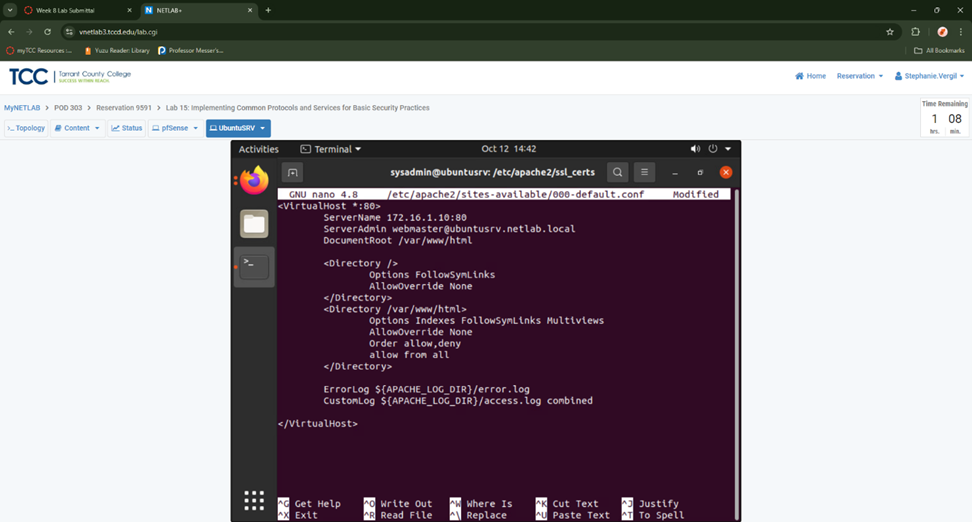 Week 8 Lab Submittal
NETLAB+
vnetlab3.tccd.edu/lab.cgi
myTCC Resources :...
Yuzu Reader: Library
Professor Messer's...
All Bookmarks
TCC
Tarrant County College
SUCCESS WITHIN REACH
Home
Reservation
Stephanie.Vergil
MyNETLAB > POD 303 > Reservation 9591 > Lab 15: Implementing Common Protocols and Services for Basic Security Practices
Time Remaining
1 08
hrs. min.
Topology
Content
Status
pfSense
UbuntuSRV
Activities
Terminal
Oct 12 14:42
sysadmin@ubuntusrv: /etc/apache2/ssl_certs
GNU nano 4.8 /etc/apache2/sites-available/000-default.conf Modified
<VirtualHost *:80>
ServerName 172.16.1.10:80
ServerAdmin webmaster@ubuntusrv.netlab.local
DocumentRoot /var/www/html
<Directory />
Options FollowSymLinks
AllowOverride None
</Directory>
<Directory /var/www/html>
Options Indexes FollowSymLinks Multiviews
AllowOverride None
Order allow,deny
allow from all
</Directory>
ErrorLog ${APACHE_LOG_DIR}/error.log
CustomLog ${APACHE_LOG_DIR}/access.log combined
</VirtualHost>
^G Get Help ^O Write Out ^W Where Is ^K Cut Text ^J Justify
^X Exit ^R Read File ^\ Replace ^U Paste Text ^T To Spell